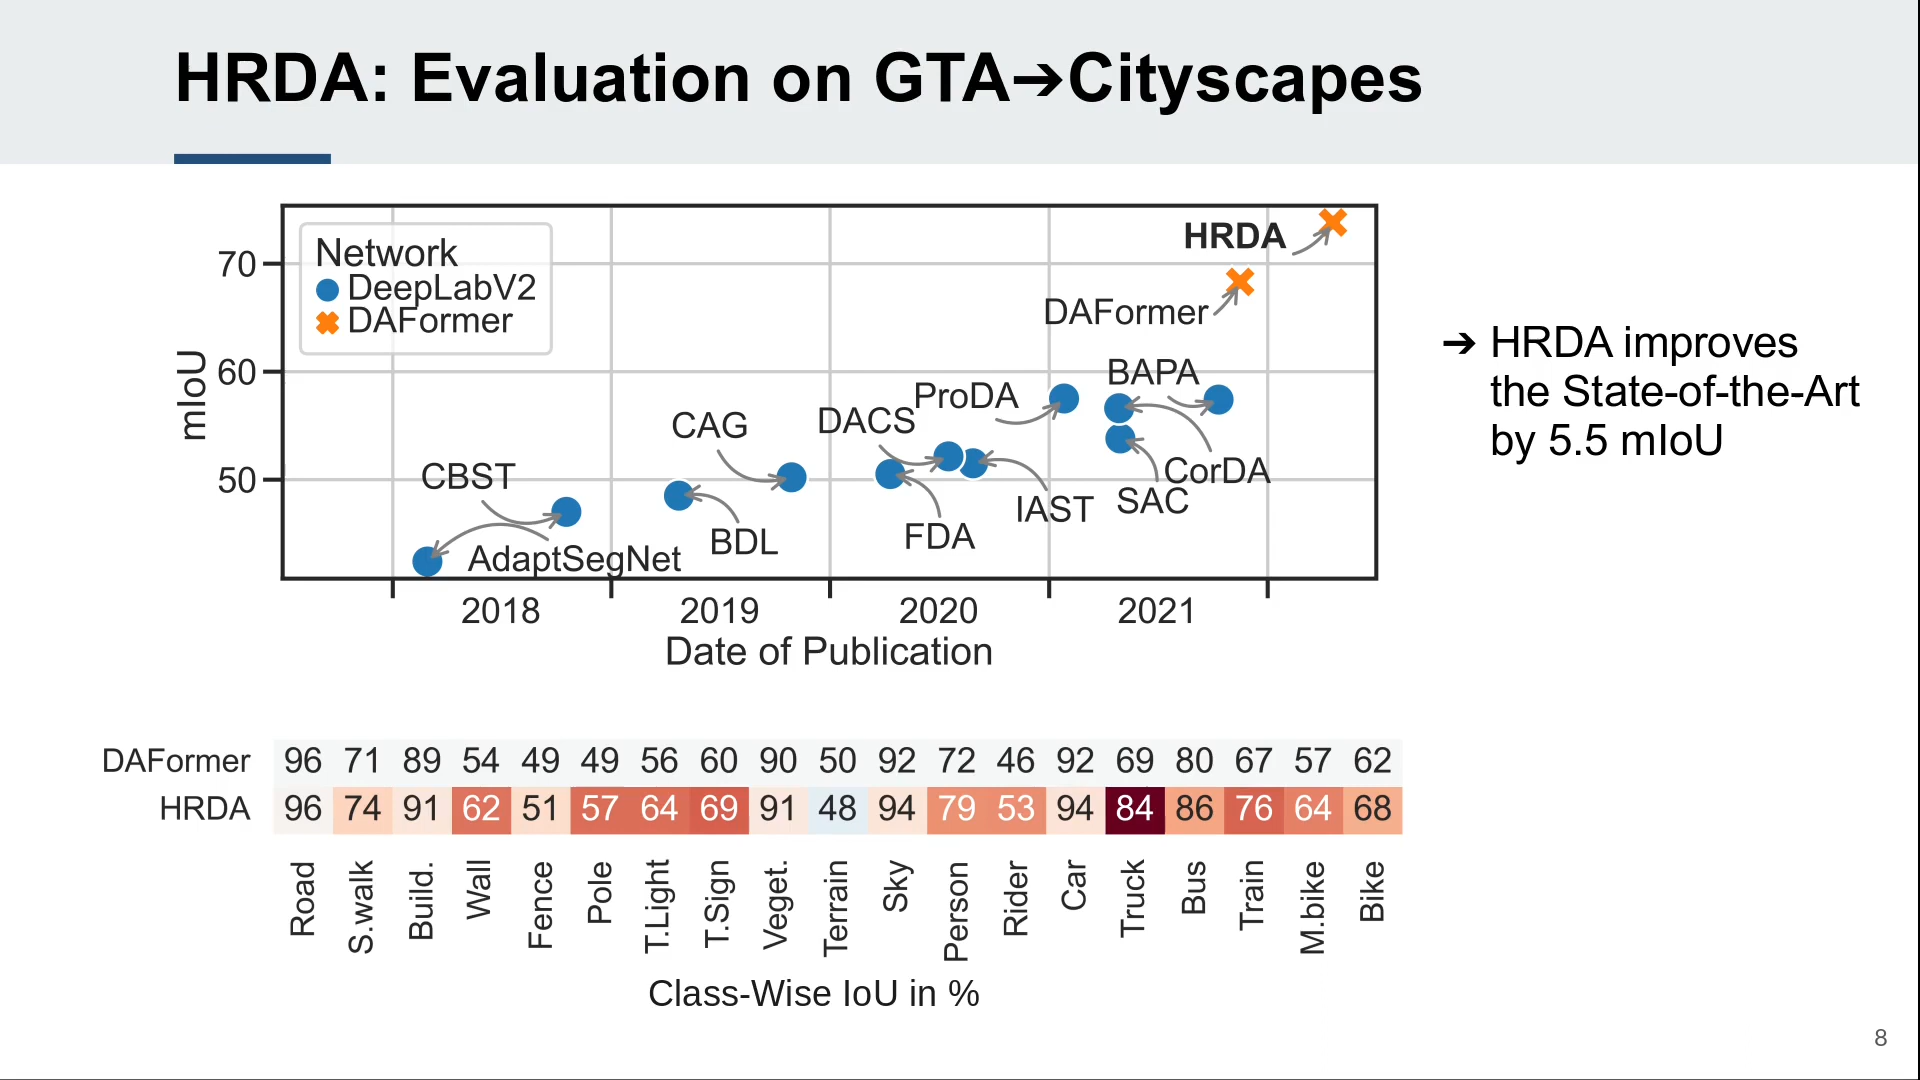 HRDA: Evaluation on GTA➔Cityscapes
Network
DeepLabV2
DAFormer
mIoU
70
60
50
HRDA
DAFormer
BAPA
ProDA
DACS
CAG
CBST
CorDA
SAC
IAST
FDA
BDL
AdaptSegNet
2018 2019 2020 2021
Date of Publication
➔ HRDA improves
the State-of-the-Art
by 5.5 mIoU
DAFormer 96 71 89 54 49 49 56 60 90 50 92 72 46 92 69 80 67 57 62
HRDA 96 74 91 62 51 57 64 69 91 48 94 79 53 94 84 86 76 64 68
Road S.walk Build. Wall Fence Pole T.Light T.Sign Veget. Terrain Sky Person Rider Car Truck Bus Train M.bike Bike
Class-Wise IoU in %
8